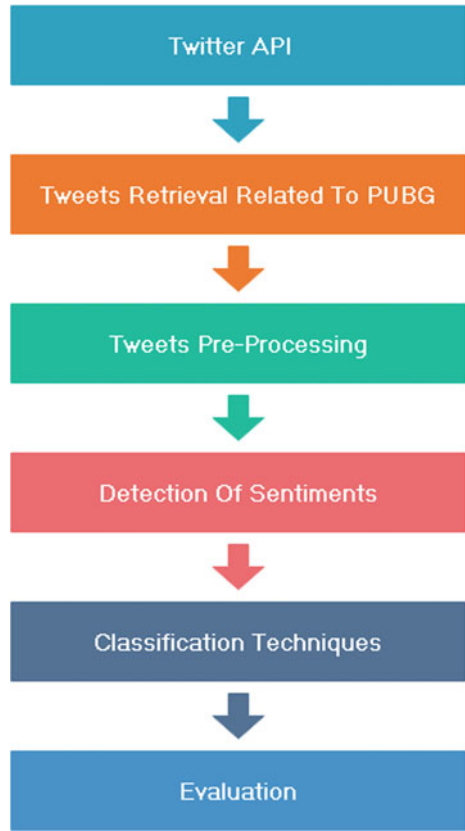 Twitter API
Tweets Retrieval Related To PUBG
Tweets Pre-Processing
Detection Of Sentiments
Classification Techniques
Evaluation